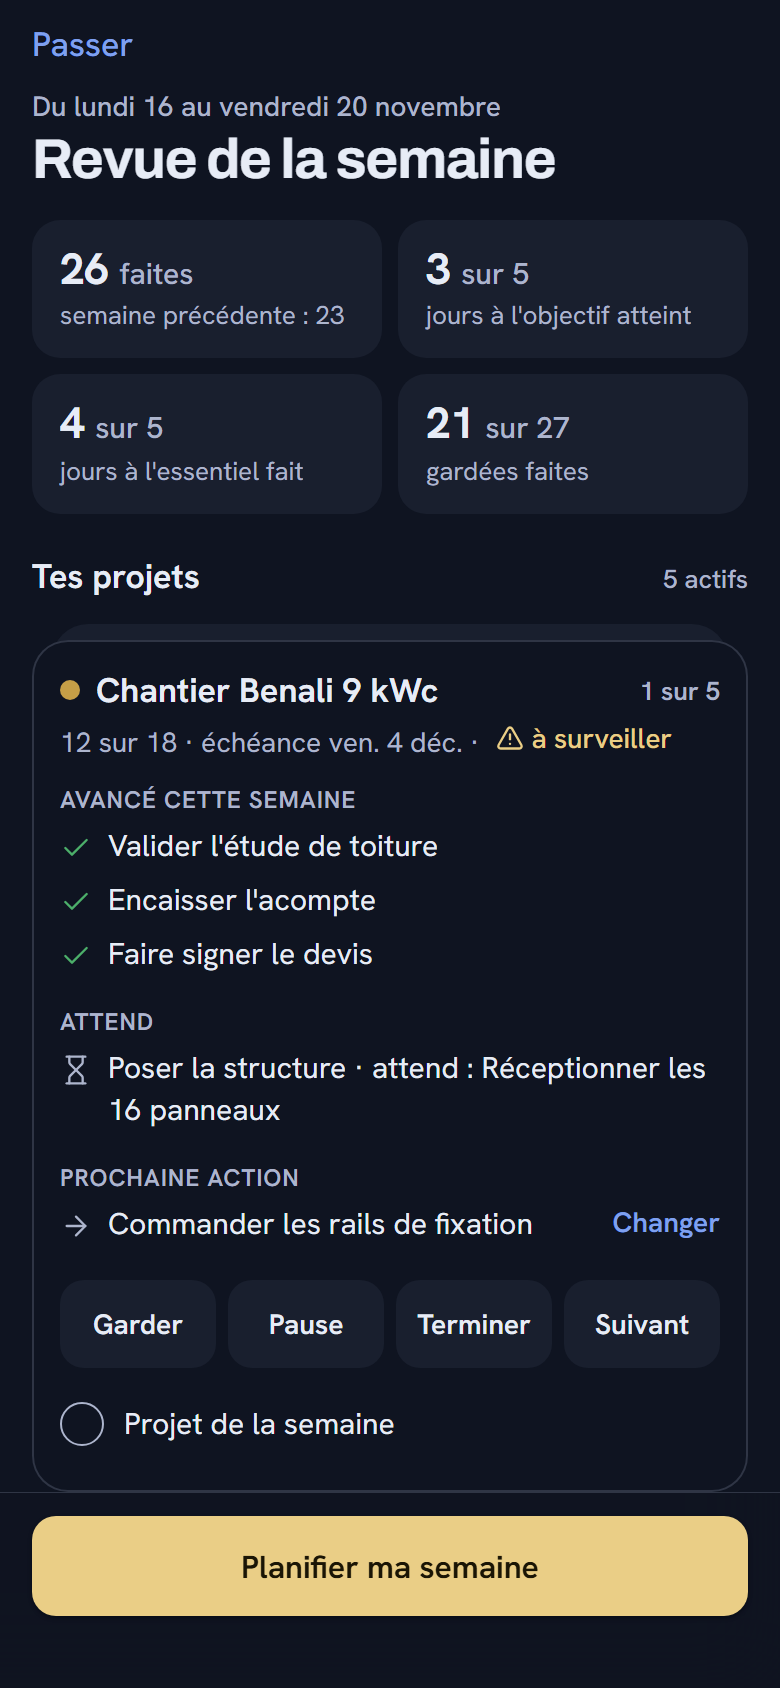 Passer
Du lundi 16 au vendredi 20 novembre
Revue de la semaine
26 faites
semaine précédente : 23
3 sur 5
jours à l'objectif atteint
4 sur 5
jours à l'essentiel fait
21 sur 27
gardées faites
Tes projets
5 actifs
Chantier Benali 9 kWc
1 sur 5
12 sur 18 · échéance ven. 4 déc. · à surveiller
AVANCÉ CETTE SEMAINE
Valider l'étude de toiture
Encaisser l'acompte
Faire signer le devis
ATTEND
Poser la structure · attend : Réceptionner les
16 panneaux
PROCHAINE ACTION
Commander les rails de fixation
Changer
Garder
Pause
Terminer
Suivant
Projet de la semaine
Planifier ma semaine